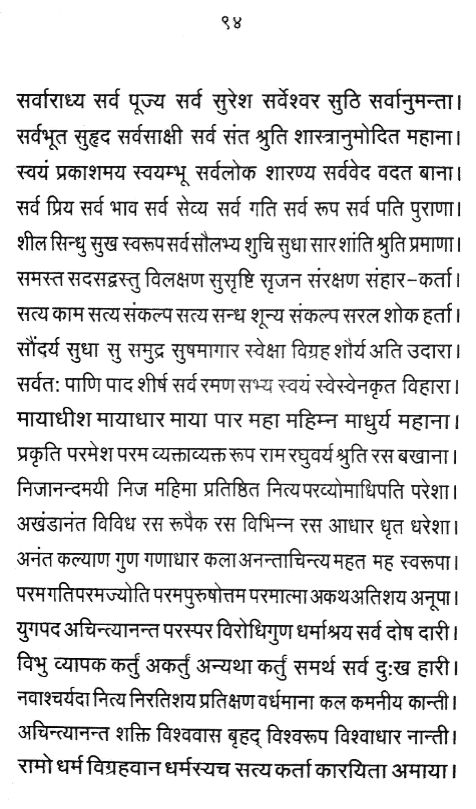 ९४
सर्वाराध्य सर्व पूज्य सर्व सुरेश सर्वेश्वर सुठि सर्वानुमन्ता।
सर्वभूत सुहृद सर्वसाक्षी सर्व संत श्रुति शास्त्रानुमोदित महाना।
स्वयं प्रकाशमय स्वयम्भू सर्वलोक शारण्य सर्ववेद वदत बाना।
सर्व प्रिय सर्व भाव सर्व सेव्य सर्व गति सर्व रूप सर्व पति पुराणा।
शील सिन्धु सुख स्वरूप सर्व सौलभ्य शुचि सुधा सार शांति श्रुति प्रमाणा।
समस्त सदसद्वस्तु विलक्षण सुसृष्टि सृजन संरक्षण संहार-कर्ता।
सत्य काम सत्य संकल्प सत्य सन्ध शून्य संकल्प सरल शोक हर्ता।
सौंदर्य सुधा सु समुद्र सुषमागार स्वेक्षा विग्रह शौर्य अति उदारा।
सर्वत: पाणि पाद शीर्ष सर्व रमण सभ्य स्वयं स्वेस्वेनकृत विहारा।
मायाधीश मायाधार माया पार महा महिम्न माधुर्य महाना।
प्रकृति परमेश परम व्यक्ताव्यक्त रूप राम रघुवर्य श्रुति रस बखाना।
निजानन्दमयी निज महिमा प्रतिष्ठित नित्य परव्योमाधिपति परेशा।
अखंडानंत विविध रस रूपैक रस विभिन्न रस आधार धृत धरेशा।
अनंत कल्याण गुण गणाधार कला अनन्ताचिन्त्य महत मह स्वरूपा।
परम गति परमज्योति परमपुरुषोत्तम परमात्मा अकथ अतिशय अनूपा।
युगपद अचिन्त्यानन्त परस्पर विरोधिगुण धर्माश्रय सर्व दोष दारी।
विभु व्यापक कर्तुं अकर्तुं अन्यथा कर्तुं समर्थ सर्व दु:ख हारी।
नवाश्चर्यदा नित्य निरतिशय प्रतिक्षण वर्धमाना कल कमनीय कान्ती।
अचिन्त्यानन्त शक्ति विश्ववास बृहद् विश्वरूप विश्वाधार नान्ती।
रामो धर्म विग्रहवान धर्मस्यच सत्य कर्ता कारयिता अमाया।